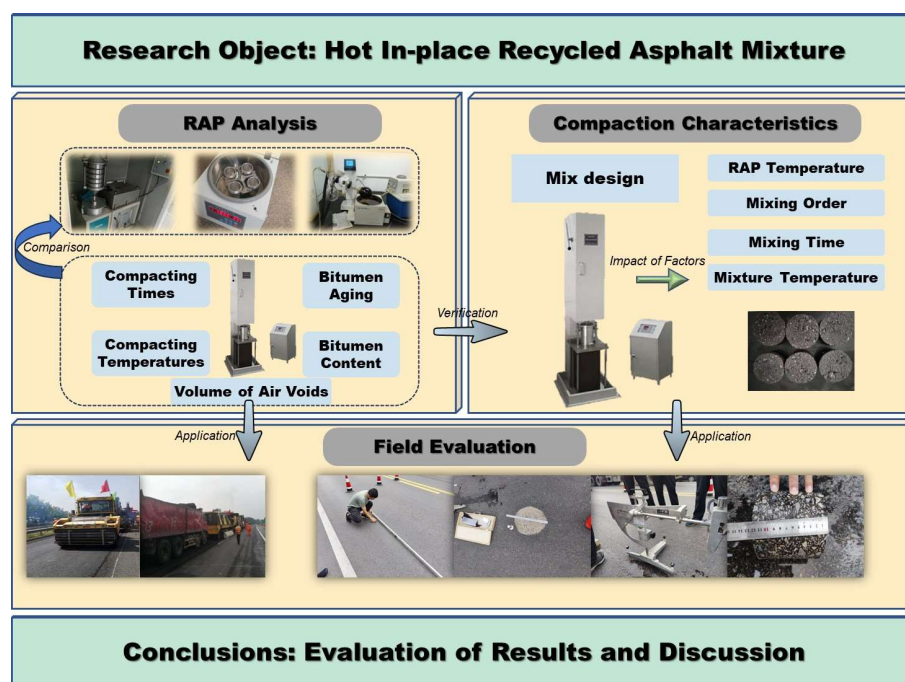 Research Object: Hot In-place Recycled Asphalt Mixture
RAP Analysis
Comparison
Compacting
Times
Bitumen
Aging
Compacting
Temperatures
Bitumen
Content
Volume of Air Voids
Verification
Compaction Characteristics
Mix design
Impact of Factors
RAP Temperature
Mixing Order
Mixing Time
Mixture Temperature
Application
Application
Field Evaluation
Conclusions: Evaluation of Results and Discussion